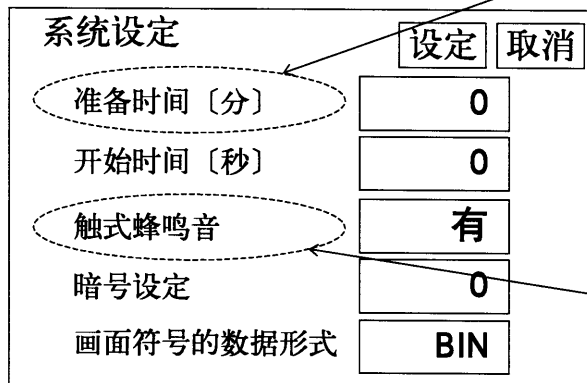 系统设定 设定 取消
准备时间〔分〕 0
开始时间〔秒〕 0
触式蜂鸣音 有
暗号设定 0
画面符号的数据形式 BIN